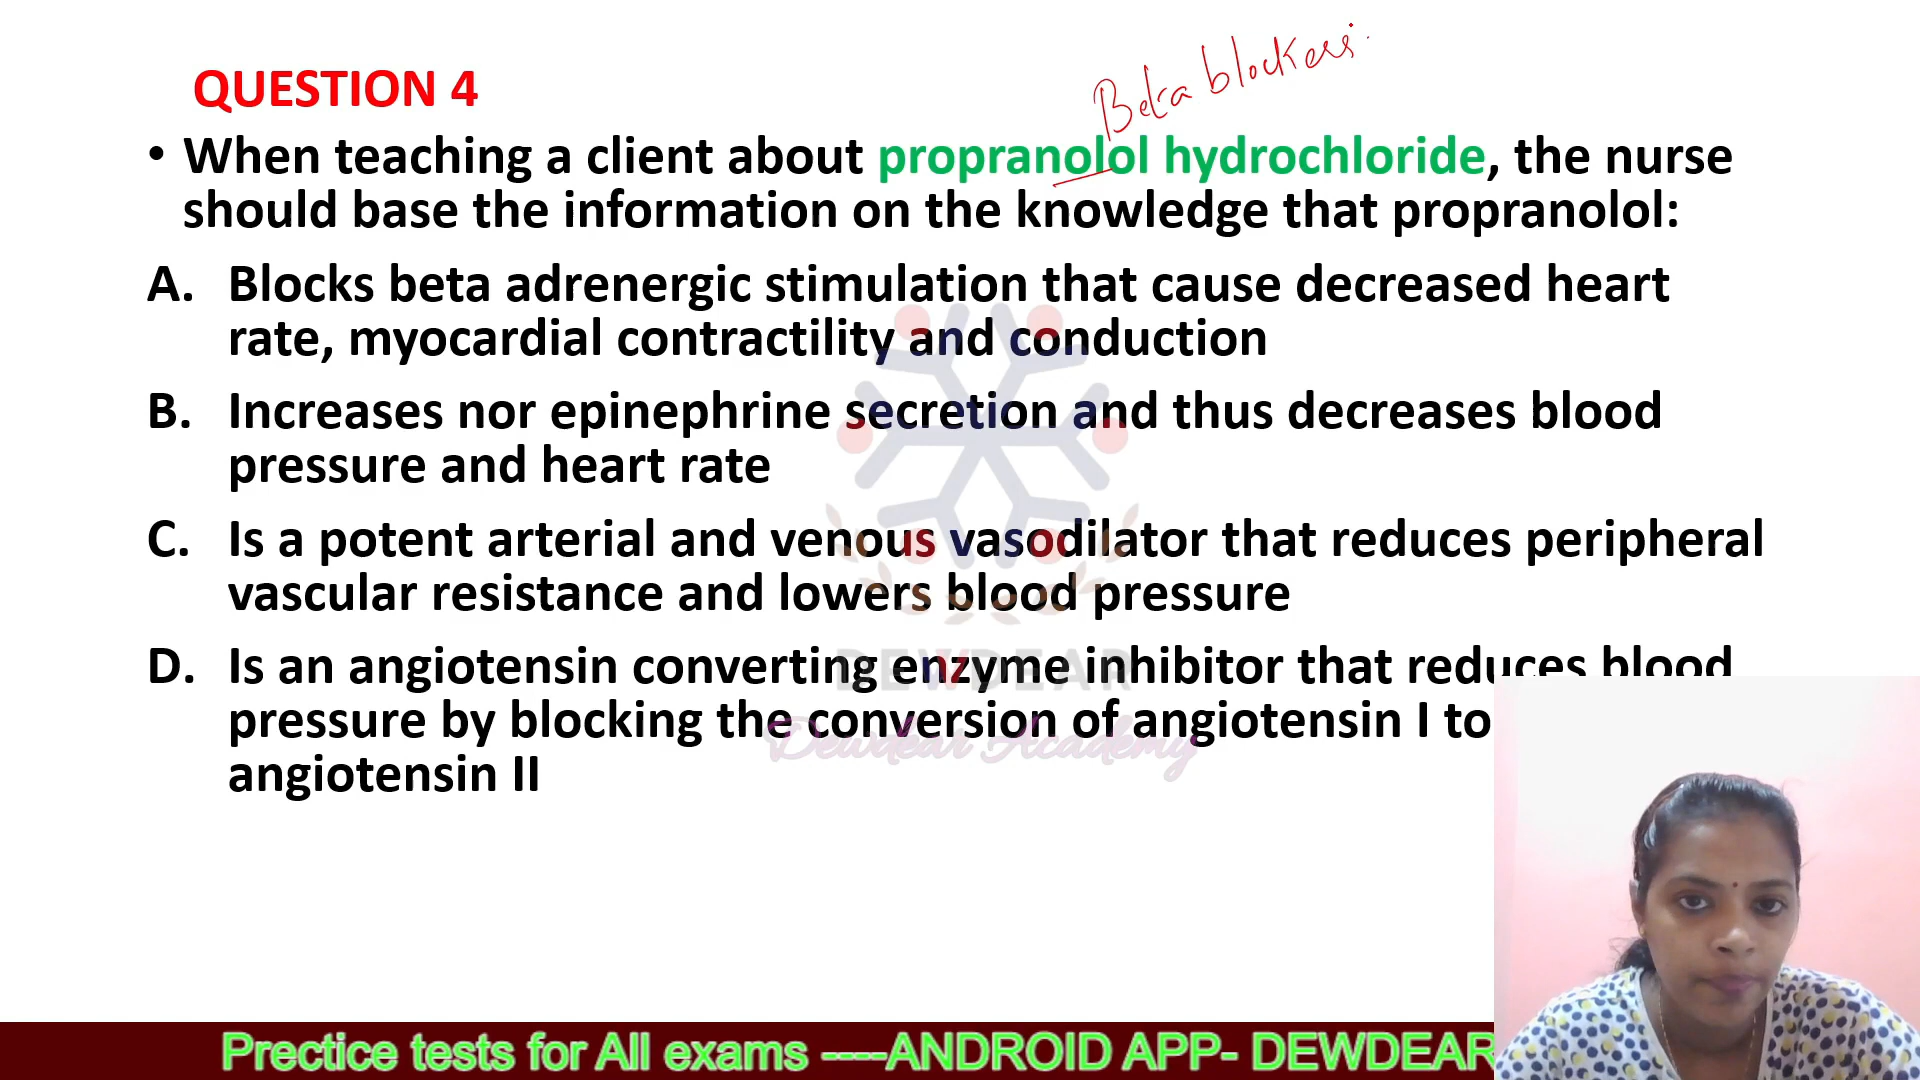 Beta blockers
QUESTION 4
• When teaching a client about propranolol hydrochloride, the nurse
should base the information on the knowledge that propranolol:
A. Blocks beta adrenergic stimulation that cause decreased heart
rate, myocardial contractility and conduction
B. Increases nor epinephrine secretion and thus decreases blood
pressure and heart rate
C. Is a potent arterial and venous vasodilator that reduces peripheral
vascular resistance and lowers blood pressure
D. Is an angiotensin converting enzyme inhibitor that reduces blood
pressure by blocking the conversion of angiotensin I to
angiotensin II
DEWDEAR
Dewdear Academy
Prectice tests for All exams ----ANDROID APP- DEWDEAR